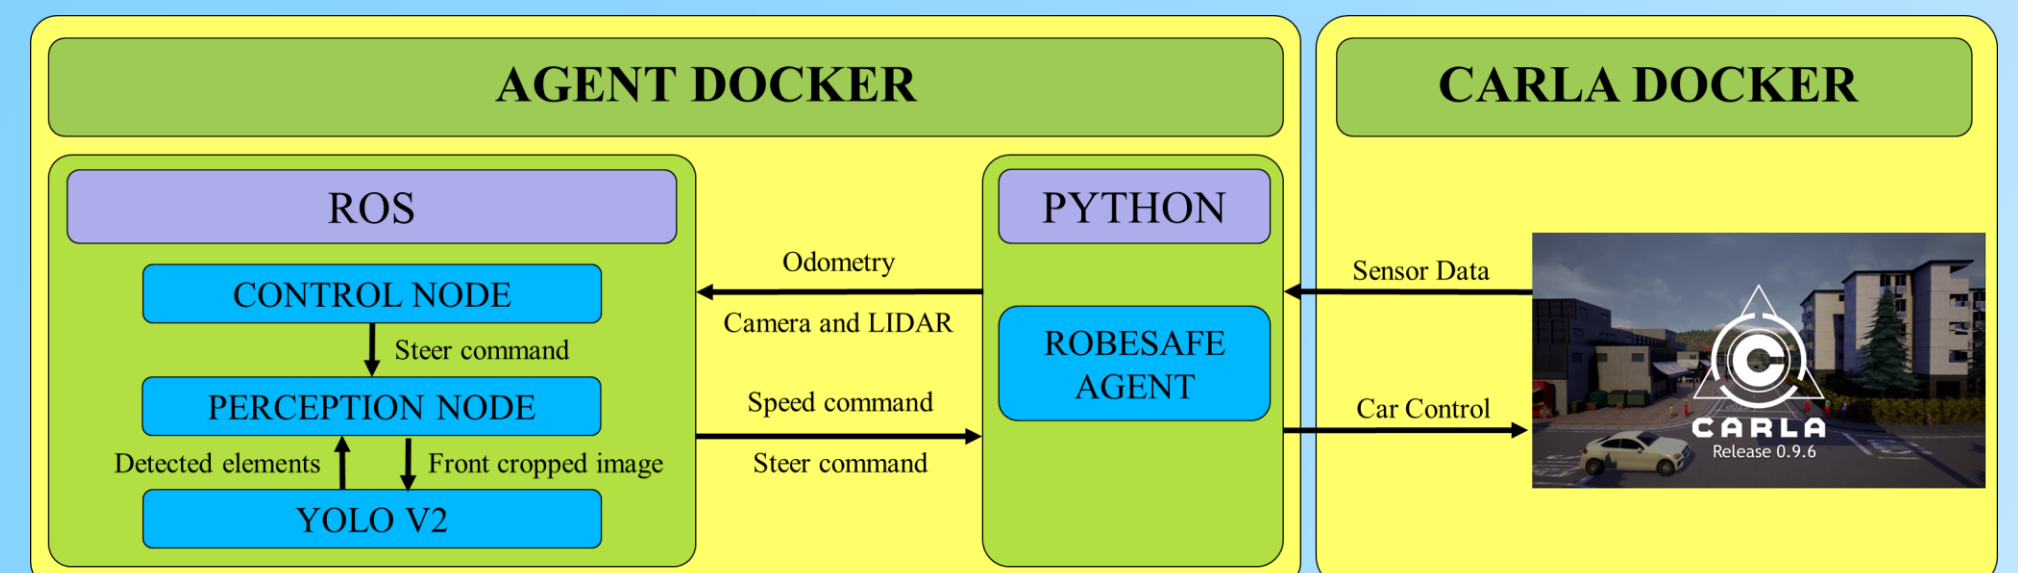 AGENT DOCKER
CARLA DOCKER
ROS
PYTHON
CONTROL NODE
Steer command
PERCEPTION NODE
Detected elements
Front cropped image
YOLO V2
Odometry
Camera and LIDAR
Speed command
Steer command
ROBESAFE
AGENT
Sensor Data
Car Control
CARLA
Release 0.9.6